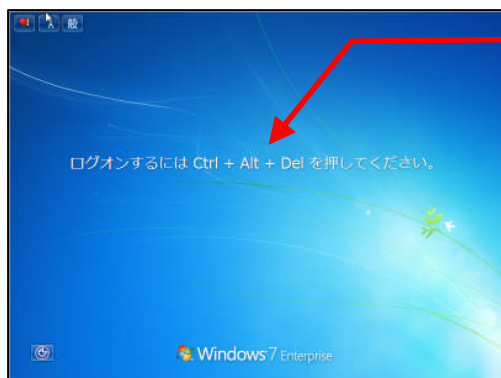 般
ログオンするには Ctrl + Alt + Del を押してください。
Windows 7 Enterprise